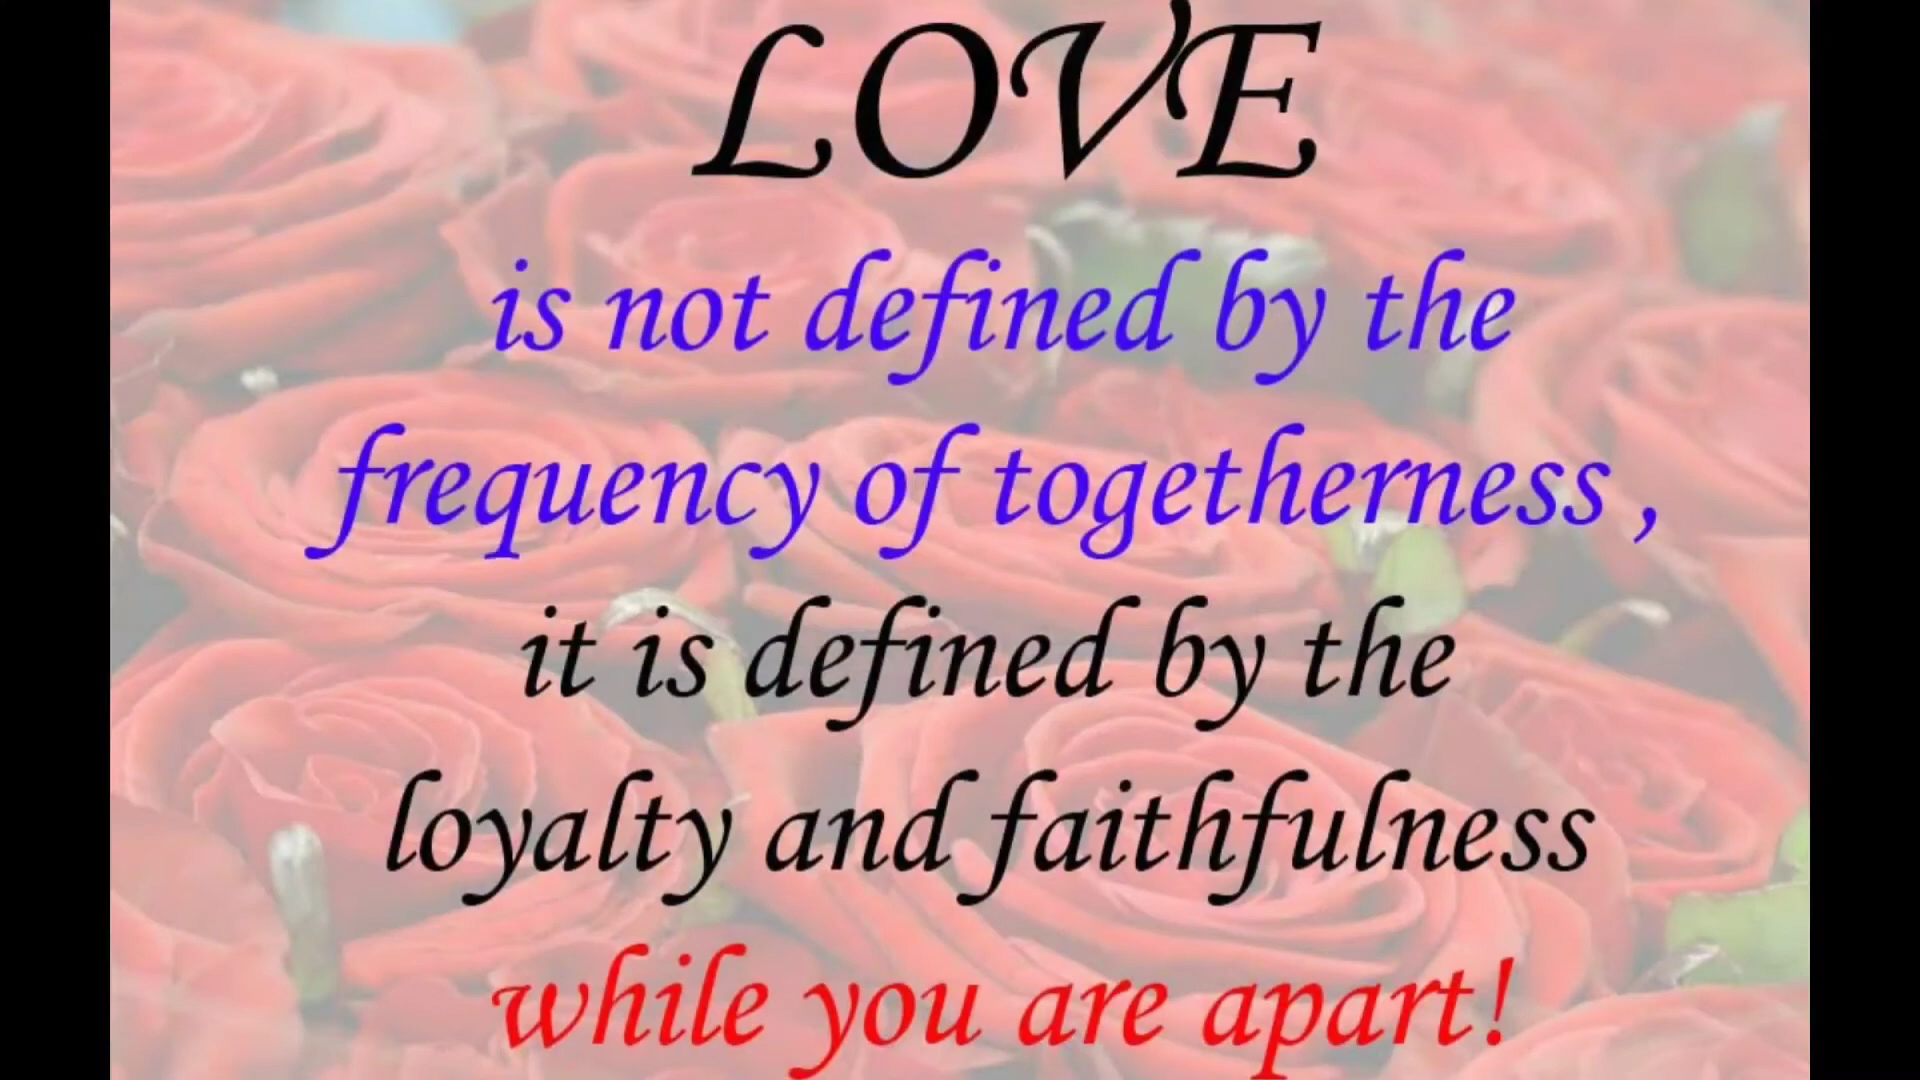 LOVE
is not defined by the
frequency of togetherness ,
it is defined by the
loyalty and faithfulness
while you are apart!